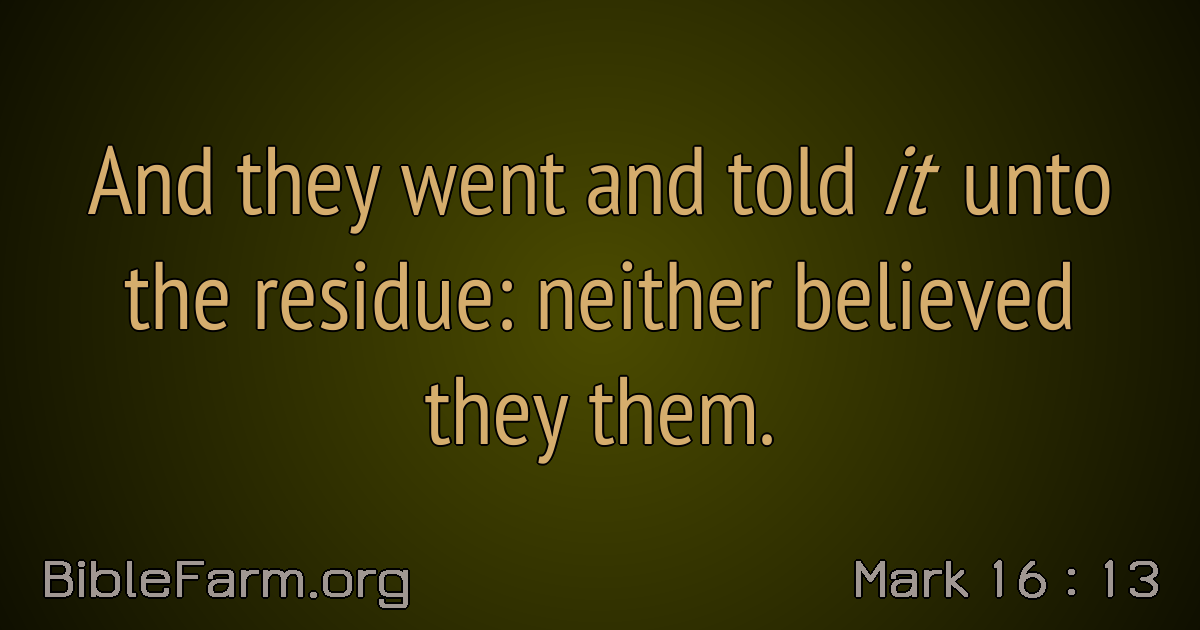 And they went and told it unto
the residue: neither believed
they them.
BibleFarm.org
Mark 16 : 13